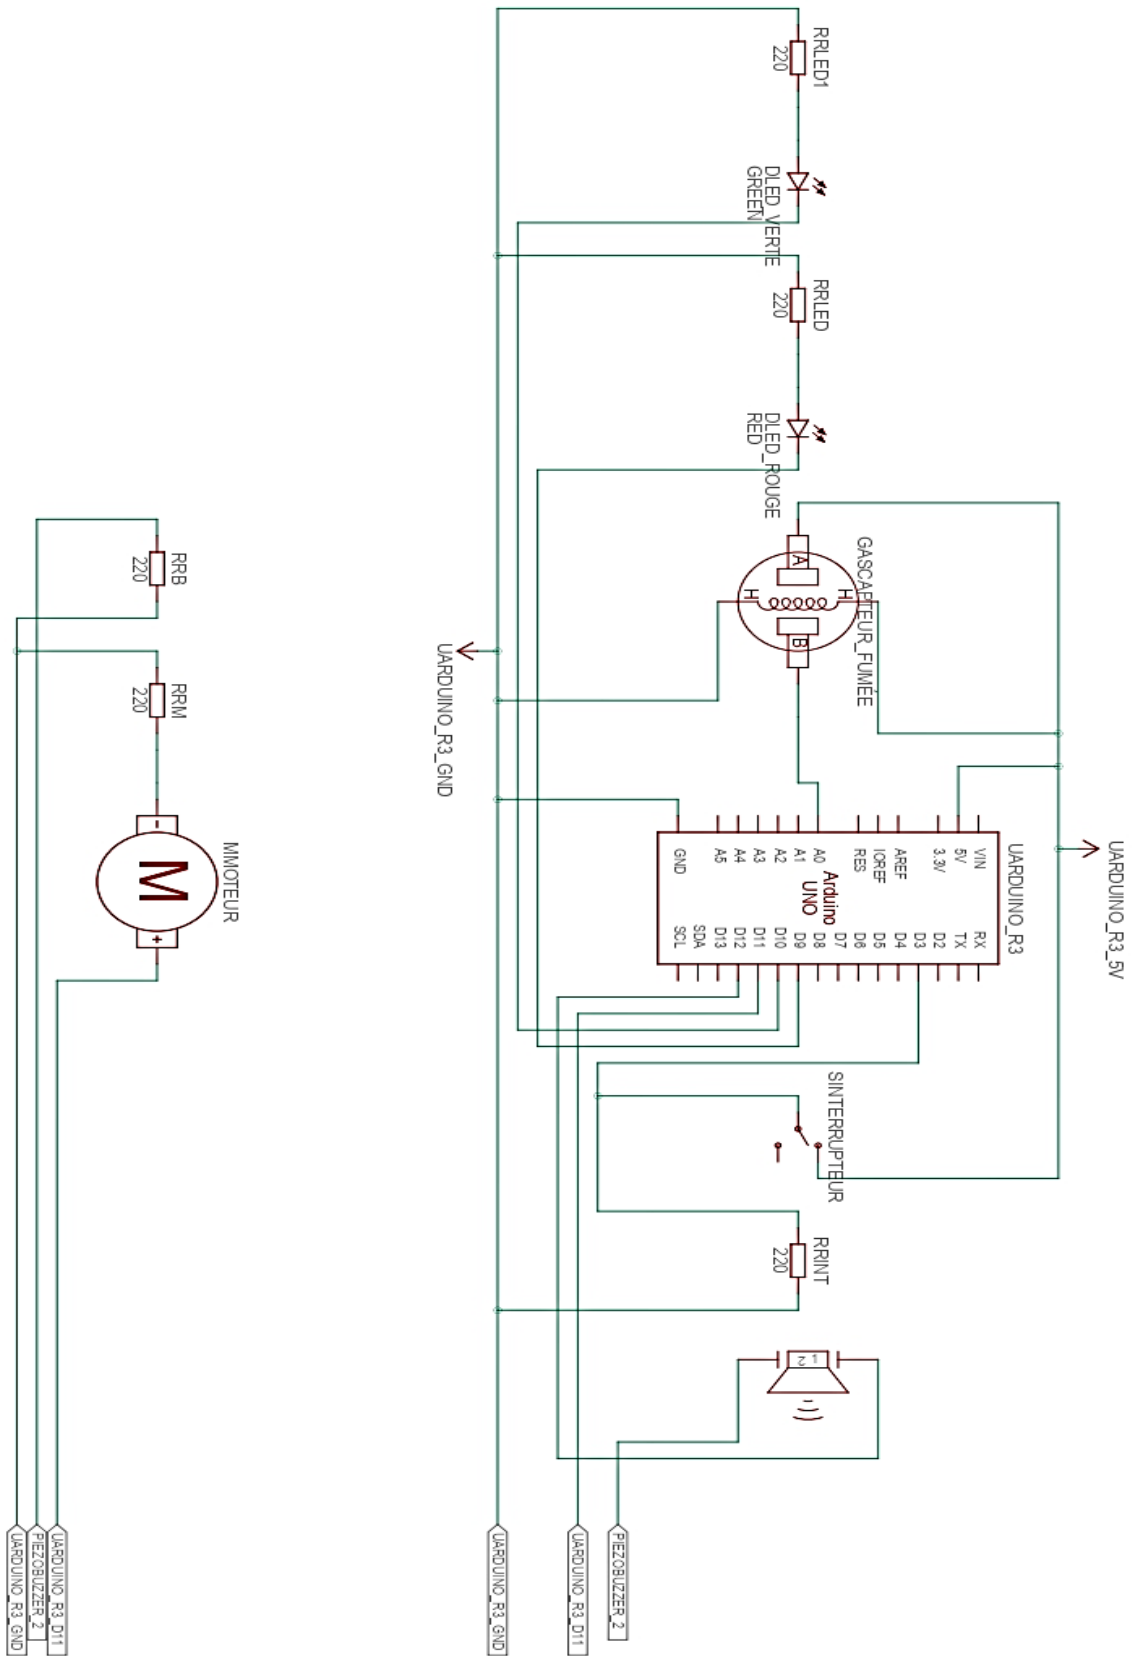 RRLED1
220
DLED_VERTE
GREEN
RRLED
220
DLED_ROUGE
RED
GASCAPTEUR_FUMÉE
A
H
H
B
UARDUINO_R3_GND
UARDUINO_R3_5V
UARDUINO_R3
Arduino
UNO
VIN
5V
3.3V
AREF
IOREF
RES
A0
A1
A2
A3
A4
A5
GND
RX
TX
D2
D3
D4
D5
D6
D7
D8
D9
D10
D11
D12
D13
SDA
SCL
SINTERRUPTEUR
RRINT
220
1
2
PIEZOBUZZER_2
UARDUINO_R3_D11
UARDUINO_R3_GND
RRB
220
RRM
220
MMOTEUR
-
M
+
UARDUINO_R3_D11
PIEZOBUZZER_2
UARDUINO_R3_GND